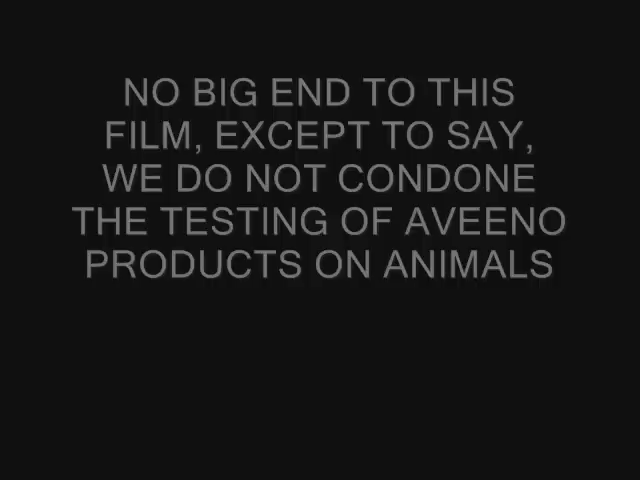 NO BIG END TO THIS
FILM, EXCEPT TO SAY,
WE DO NOT CONDONE
THE TESTING OF AVEENO
PRODUCTS ON ANIMALS